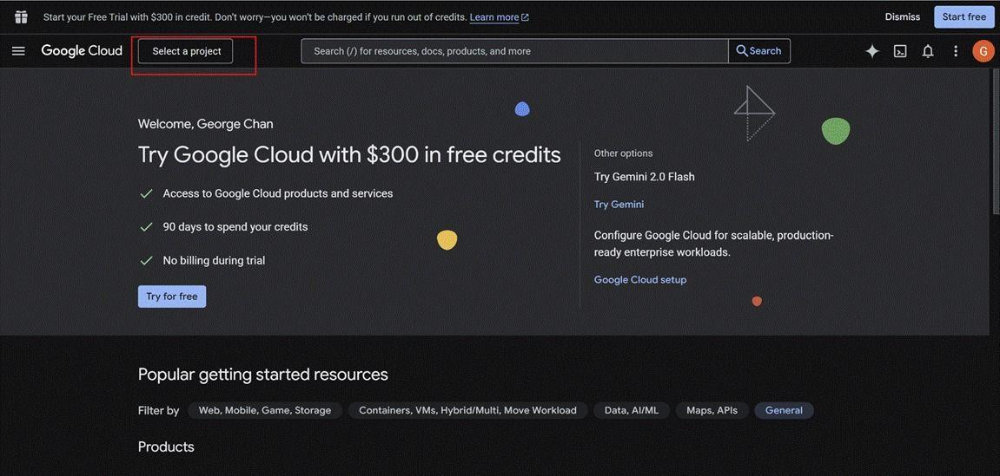 Start your Free Trial with $300 in credit. Don't worry—you won't be charged if you run out of credits. Learn more
Dismiss
Start free
Google Cloud
Select a project
Search (/) for resources, docs, products, and more
Search
G
Welcome, George Chan
Try Google Cloud with $300 in free credits
Access to Google Cloud products and services
90 days to spend your credits
No billing during trial
Try for free
Other options
Try Gemini 2.0 Flash
Try Gemini
Configure Google Cloud for scalable, production-
ready enterprise workloads.
Google Cloud setup
Popular getting started resources
Filter by
Web, Mobile, Game, Storage
Containers, VMs, Hybrid/Multi, Move Workload
Data, AI/ML
Maps, APIs
General
Products